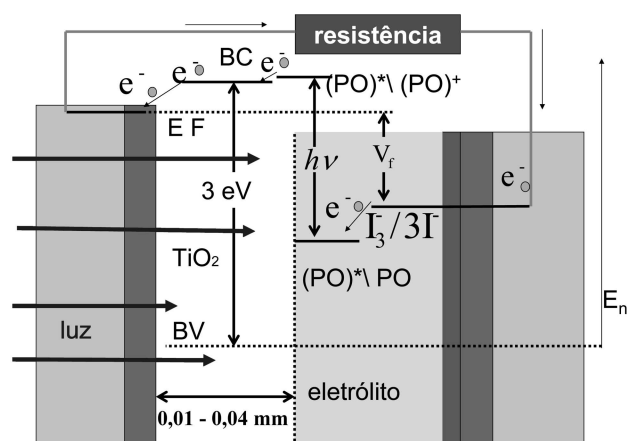 resistência
BC
e⁻
e⁻
e⁻
(PO)*\ (PO)⁺
E F
hν
V_f
3 eV
e⁻
e⁻
I₃⁻/3I⁻
TiO₂
(PO)*\ PO
Eₙ
luz
BV
eletrólito
0,01 - 0,04 mm